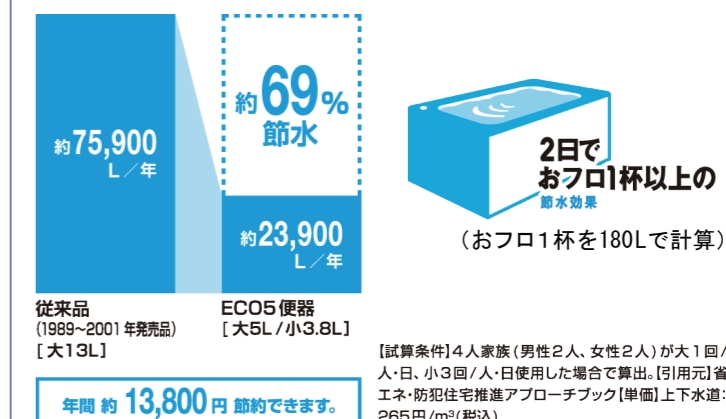 約75,900
L／年
約69%
節水
約23,900
L／年
従来品
(1989~2001年発売品)
[大13L]
ECO5便器
[大5L/小3.8L]
年間 約 13,800円 節約できます。
2日で
おフロ1杯以上の
節水効果
(おフロ1杯を180Lで計算)
【試算条件】4人家族(男性2人、女性2人)が大1回/
人・日、小3回/人・日使用した場合で算出。【引用元】省
エネ・防犯住宅推進アプローチブック【単価】上下水道:
265円/m³(税込)